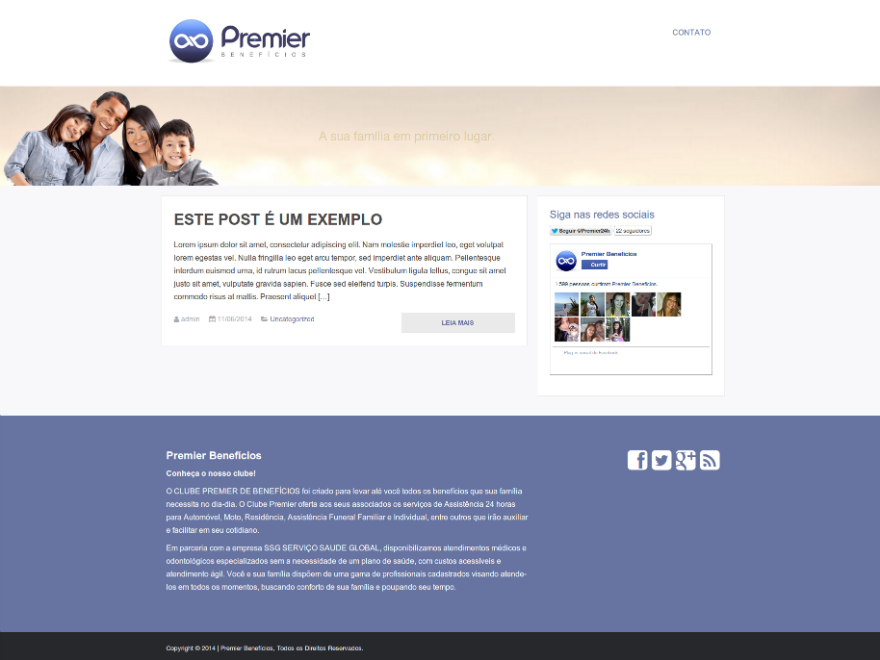 Premier
BENEFÍCIOS
CONTATO
A sua família em primeiro lugar.
ESTE POST É UM EXEMPLO
Lorem ipsum dolor sit amet, consectetur adipiscing elit. Nam molestie imperdiet leo, eget volutpat
lorem egestas vel. Nulla fringilla leo eget arcu tempor, sed imperdiet ante aliquam. Pellentesque
interdum euismod urna, id rutrum lacus pellentesque vel. Vestibulum ligula tellus, congue sit amet
justo sit amet, vulputate gravida sapien. Fusce sed eleifend turpis. Suspendisse fermentum
commodo risus at mattis. Praesent aliquet [...]
admin 11/06/2014 Uncategorized
LEIA MAIS
Siga nas redes sociais
Seguir @Premier24h 22 seguidores
Premier Benefícios
Curtir
1.599 pessoas curtiram Premier Benefícios.
Plug-in social do Facebook
Premier Benefícios
Conheça o nosso clube!
O CLUBE PREMIER DE BENEFÍCIOS foi criado para levar até você todos os benefícios que sua família
necessita no dia-dia. O Clube Premier oferta aos seus associados os serviços de Assistência 24 horas
para Automóvel, Moto, Residência, Assistência Funeral Familiar e Individual, entre outros que irão auxiliar
e facilitar em seu cotidiano.
Em parceria com a empresa SSG SERVIÇO SAUDE GLOBAL, disponibilizamos atendimentos médicos e
odontológicos especializados sem a necessidade de um plano de saúde, com custos acessíveis e
atendimento ágil. Você e sua família dispõem de uma gama de profissionais cadastrados visando atende-
los em todos os momentos, buscando conforto de sua família e poupando seu tempo.
Copyright © 2014 | Premier Benefícios, Todos os Direitos Reservados.